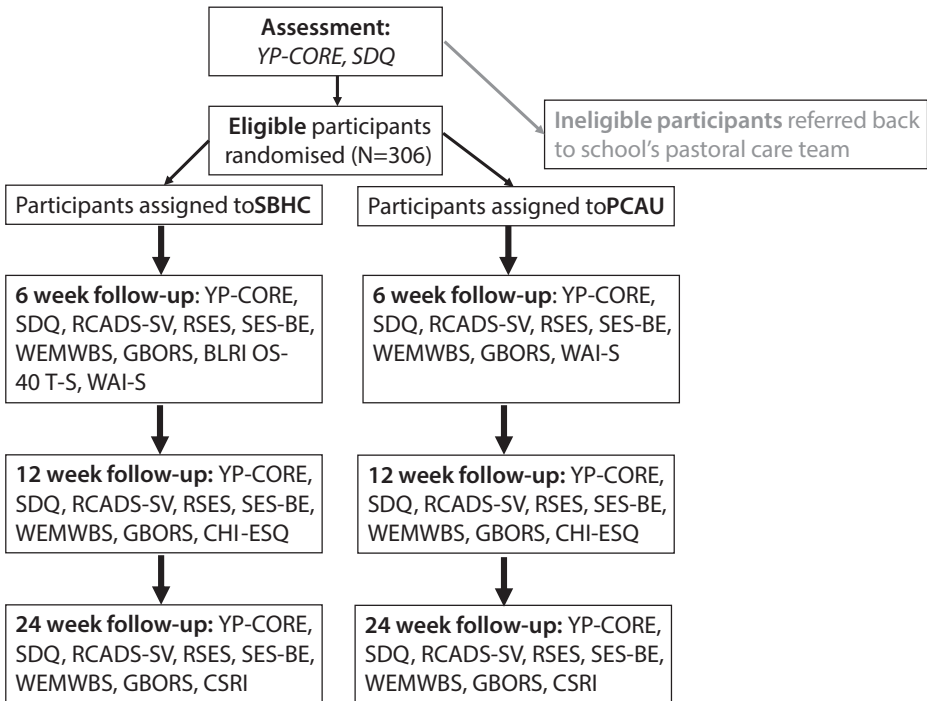 Assessment:
YP-CORE, SDQ
Eligible participants
randomised (N=306)
Ineligible participants referred back
to school's pastoral care team
Participants assigned toSBHC
Participants assigned toPCAU
6 week follow-up: YP-CORE,
SDQ, RCADS-SV, RSES, SES-BE,
WEMWBS, GBORS, BLRI OS-
40 T-S, WAI-S
6 week follow-up: YP-CORE,
SDQ, RCADS-SV, RSES, SES-BE,
WEMWBS, GBORS, WAI-S
12 week follow-up: YP-CORE,
SDQ, RCADS-SV, RSES, SES-BE,
WEMWBS, GBORS, CHI-ESQ
12 week follow-up: YP-CORE,
SDQ, RCADS-SV, RSES, SES-BE,
WEMWBS, GBORS, CHI-ESQ
24 week follow-up: YP-CORE,
SDQ, RCADS-SV, RSES, SES-BE,
WEMWBS, GBORS, CSRI
24 week follow-up: YP-CORE,
SDQ, RCADS-SV, RSES, SES-BE,
WEMWBS, GBORS, CSRI